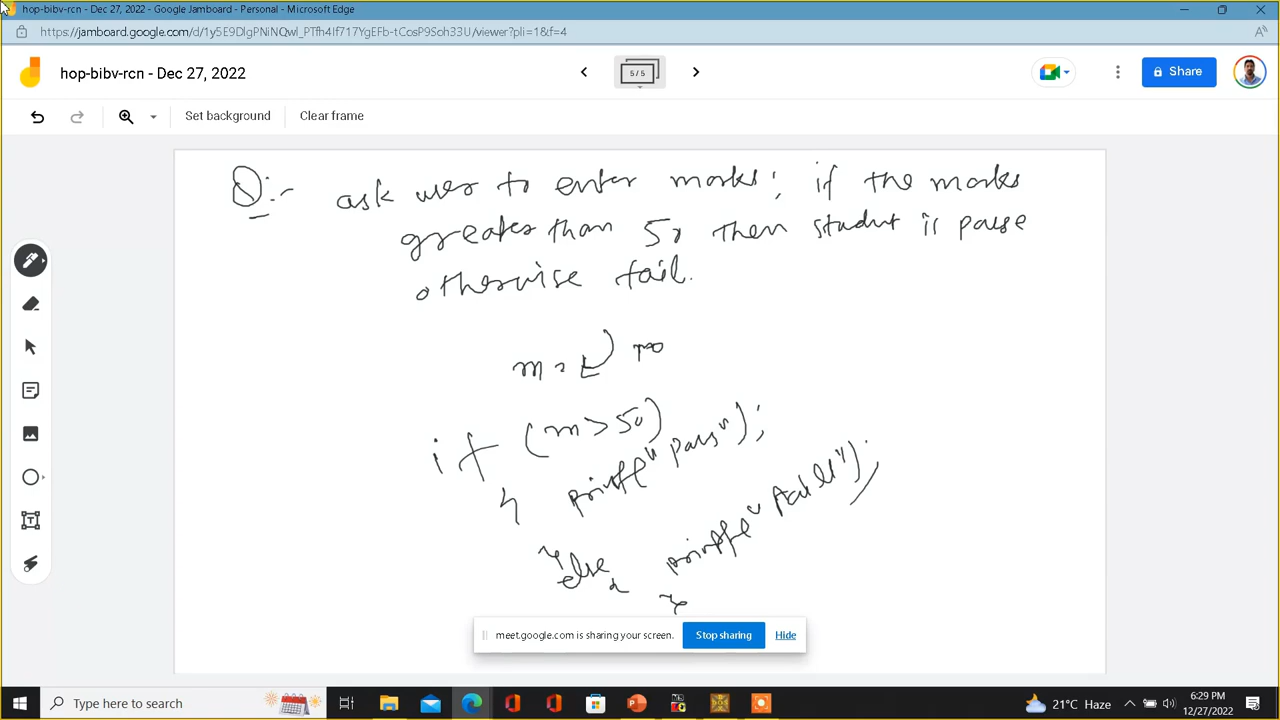 hop-bibv-rcn - Dec 27, 2022 - Google Jamboard - Personal - Microsoft Edge
https://jamboard.google.com/d/1y5E9DlgPNiNQwl_PTfh4If717YgEFb-tCosP9Soh33U/viewer?pli=1&f=4
hop-bibv-rcn - Dec 27, 2022
5/5
Share
Set background
Clear frame
Q:- ask user to enter marks; if the marks
greater than 50 then student is pause
otherwise fail.
m =
if (m > 50)
{ printf("pass");
} else { printf("fail");
}
meet.google.com is sharing your screen.
Stop sharing
Hide
Type here to search
21°C Haze
6:29 PM
12/27/2022